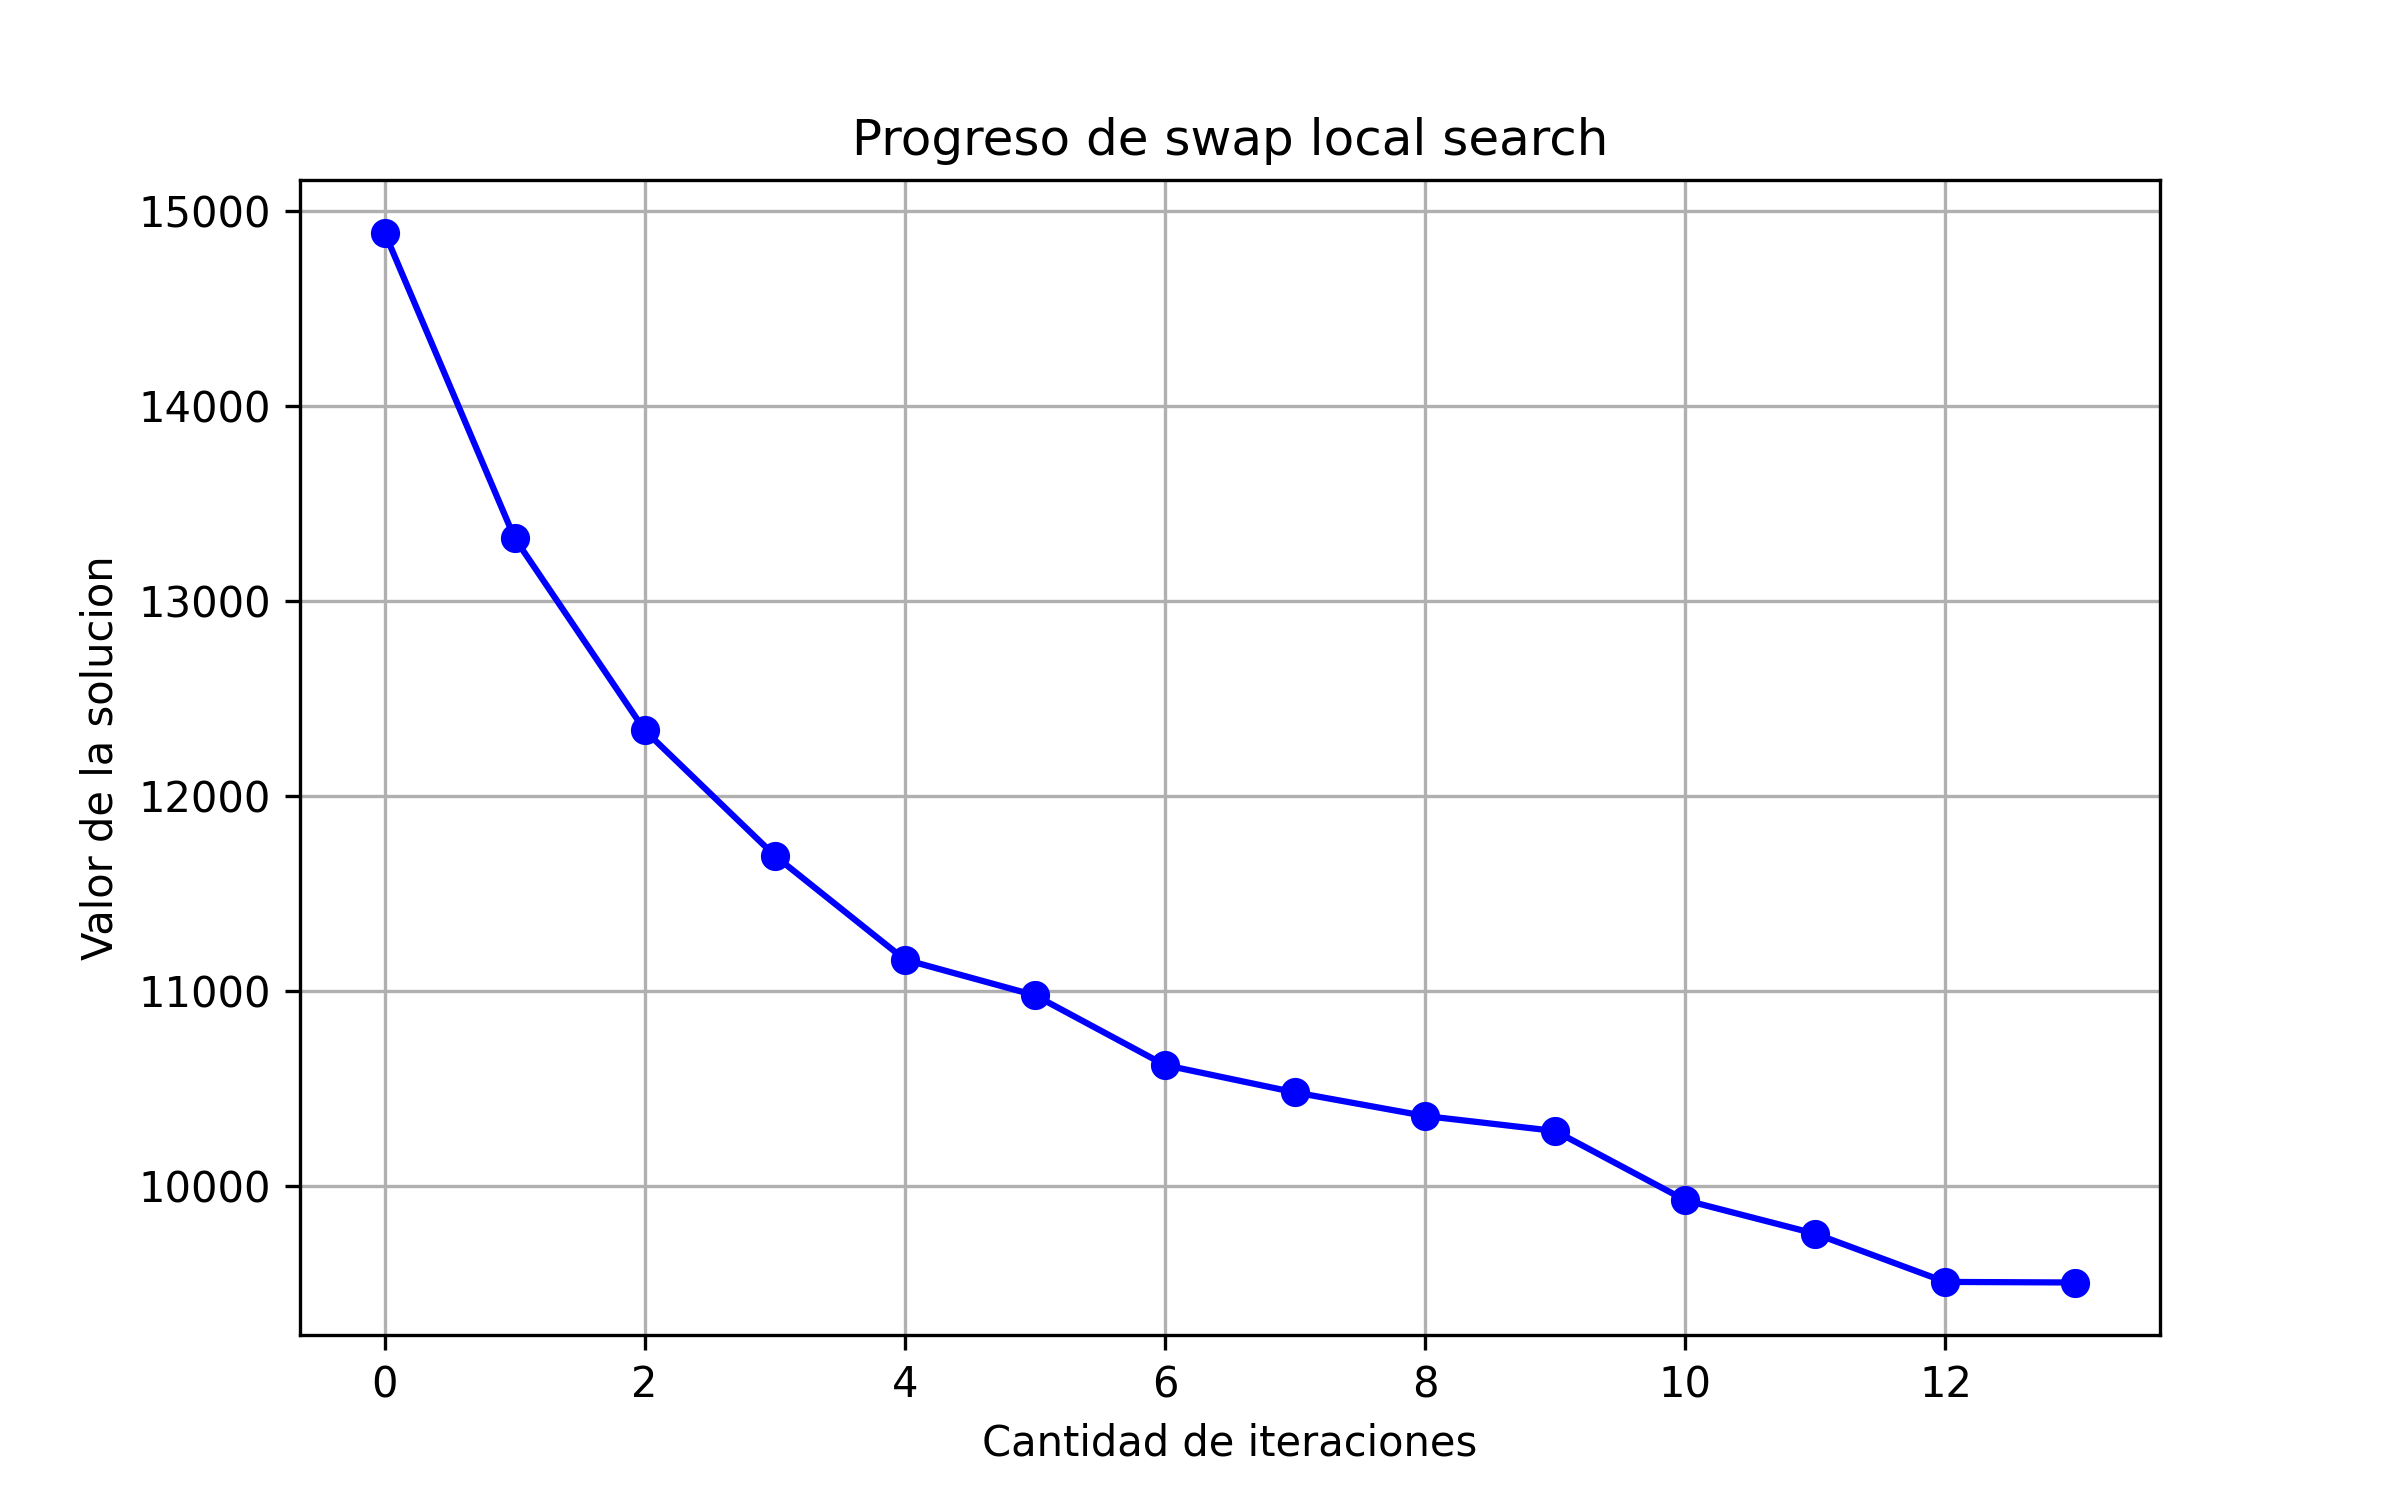 Progreso de swap local search
Valor de la solucion
15000
14000
13000
12000
11000
10000
0 2 4 6 8 10 12
Cantidad de iteraciones